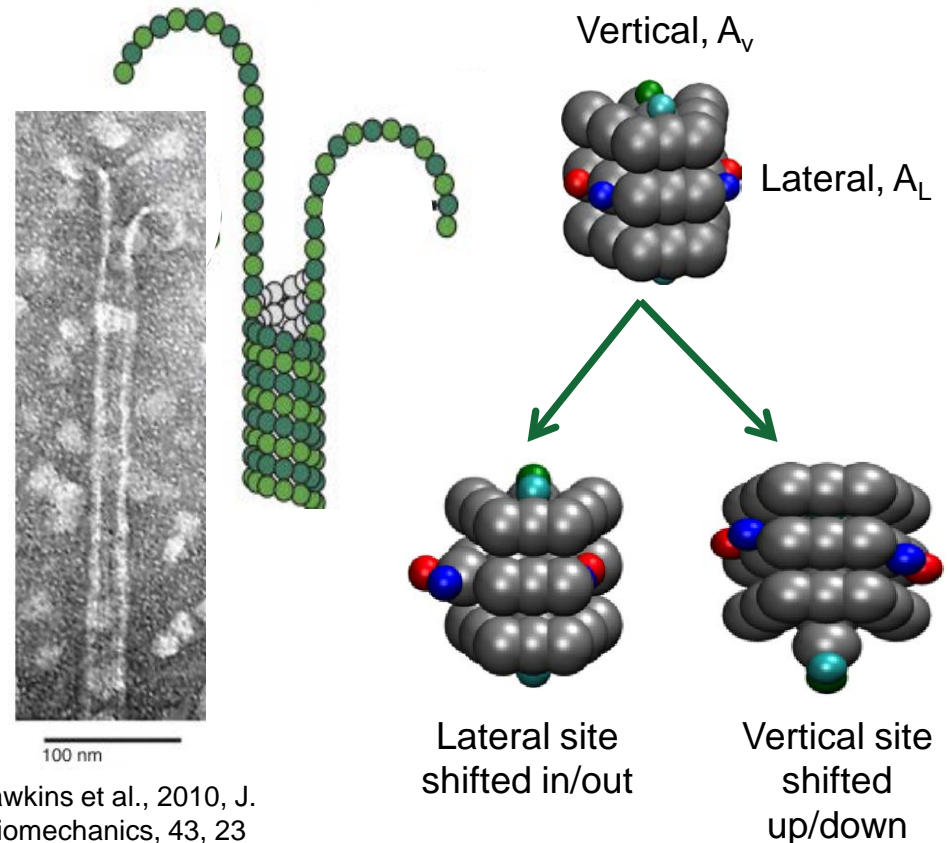 Vertical, Aᵥ
Lateral, A_L
100 nm
Lateral site
shifted in/out
Vertical site
shifted
up/down
awkins et al., 2010, J.
iomechanics, 43, 23